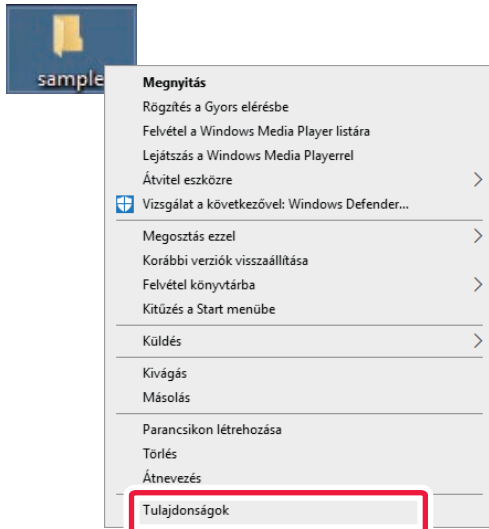 sample
Megnyitás
Rögzítés a Gyors elérésbe
Felvétel a Windows Media Player listára
Lejátszás a Windows Media Playerrel
Átvitel eszközre
Vizsgálat a következővel: Windows Defender...
Megosztás ezzel
Korábbi verziók visszaállítása
Felvétel könyvtárba
Kitűzés a Start menübe
Küldés
Kivágás
Másolás
Parancsikon létrehozása
Törlés
Átnevezés
Tulajdonságok